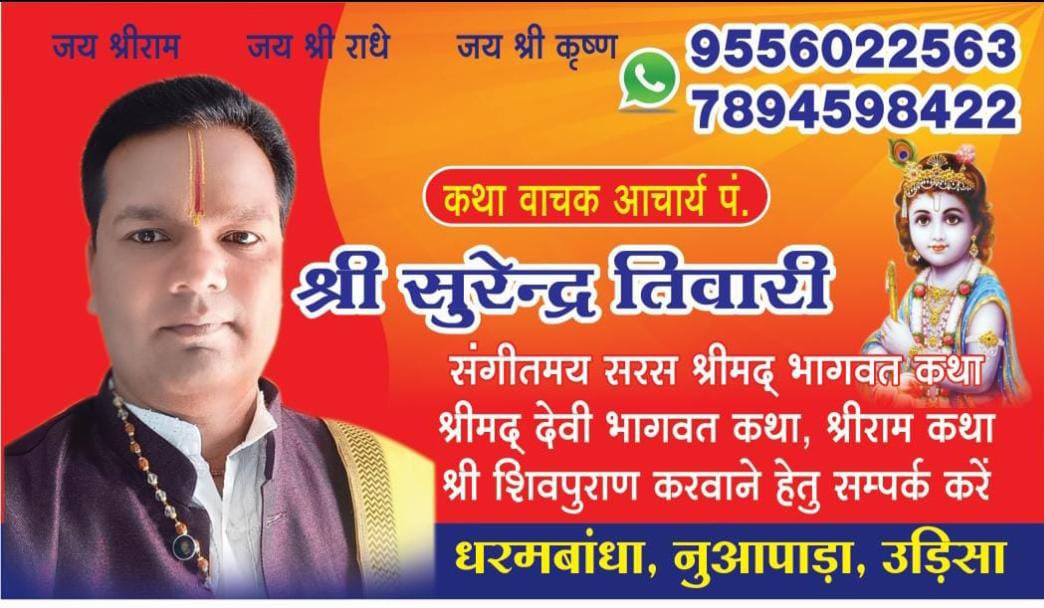 जय श्रीराम जय श्री राधे जय श्री कृष्ण
9556022563
7894598422
कथा वाचक आचार्य पं.
श्री सुरेन्द्र तिवारी
संगीतमय सरस श्रीमद् भागवत कथा
श्रीमद् देवी भागवत कथा, श्रीराम कथा
श्री शिवपुराण करवाने हेतु सम्पर्क करें
धरमबांधा, नुआपाड़ा, उड़िसा